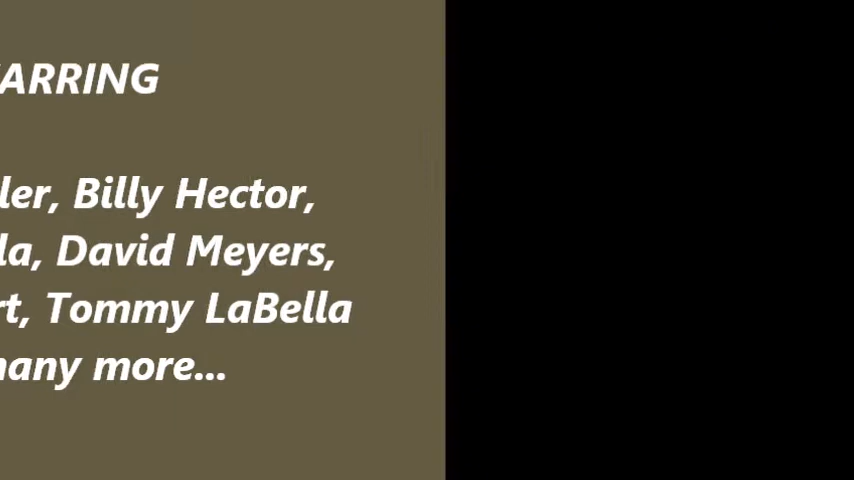 ARRING
ler, Billy Hector,
la, David Meyers,
rt, Tommy LaBella
many more...